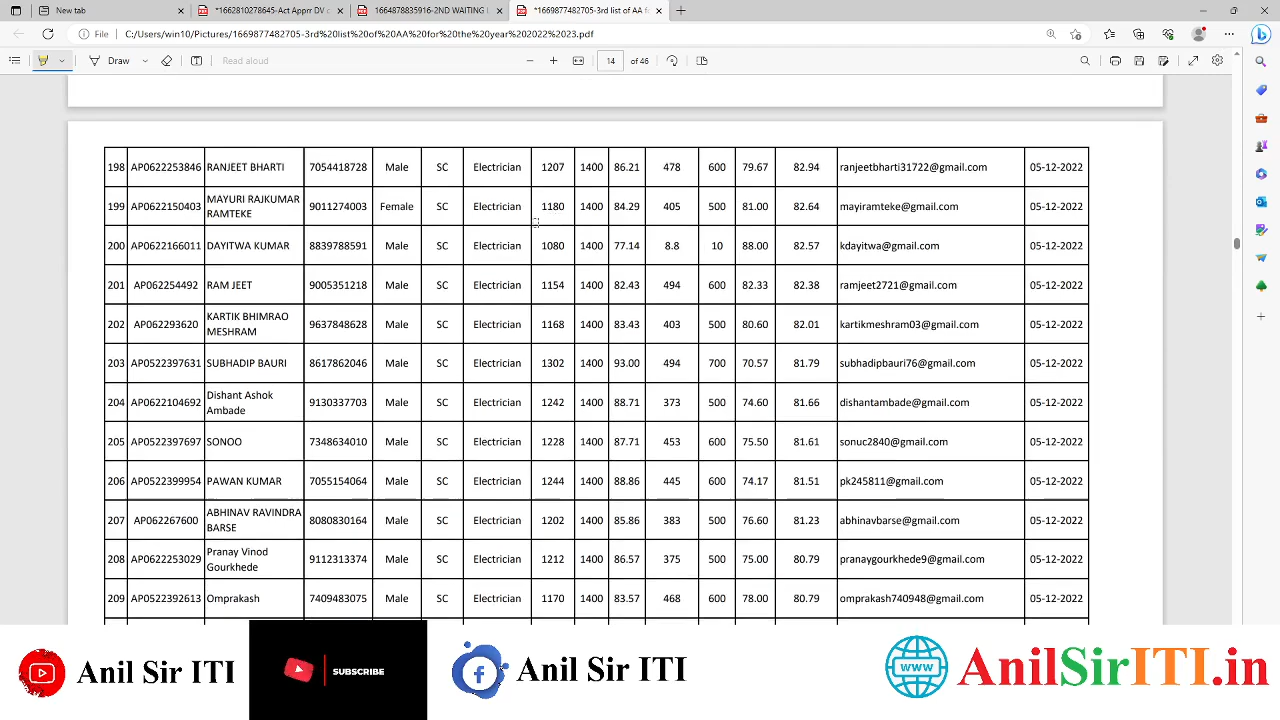 New tab
*1662810278645-Act Apprr DV c
1664878835916-2ND WAITING L
*1669877482705-3rd list of AA fo
File C:/Users/win10/Pictures/1669877482705-3rd%20list%20of%20AA%20for%20the%20year%202022%2023.pdf
Draw Read aloud 14 of 46
198 AP0622253846 RANJEET BHARTI 7054418728 Male SC Electrician 1207 1400 86.21 478 600 79.67 82.94 ranjeetbharti31722@gmail.com 05-12-2022
199 AP0622150403 MAYURI RAJKUMAR RAMTEKE 9011274003 Female SC Electrician 1180 1400 84.29 405 500 81.00 82.64 mayiramteke@gmail.com 05-12-2022
200 AP0622166011 DAYITWA KUMAR 8839788591 Male SC Electrician 1080 1400 77.14 8.8 10 88.00 82.57 kdayitwa@gmail.com 05-12-2022
201 AP062254492 RAM JEET 9005351218 Male SC Electrician 1154 1400 82.43 494 600 82.33 82.38 ramjeet2721@gmail.com 05-12-2022
202 AP062293620 KARTIK BHIMRAO MESHRAM 9637848628 Male SC Electrician 1168 1400 83.43 403 500 80.60 82.01 kartikmeshram03@gmail.com 05-12-2022
203 AP0522397631 SUBHADIP BAURI 8617862046 Male SC Electrician 1302 1400 93.00 494 700 70.57 81.79 subhadipbauri76@gmail.com 05-12-2022
204 AP0622104692 Dishant Ashok Ambade 9130337703 Male SC Electrician 1242 1400 88.71 373 500 74.60 81.66 dishantambade@gmail.com 05-12-2022
205 AP0522397697 SONOO 7348634010 Male SC Electrician 1228 1400 87.71 453 600 75.50 81.61 sonuc2840@gmail.com 05-12-2022
206 AP0522399954 PAWAN KUMAR 7055154064 Male SC Electrician 1244 1400 88.86 445 600 74.17 81.51 pk245811@gmail.com 05-12-2022
207 AP062267600 ABHINAV RAVINDRA BARSE 8080830164 Male SC Electrician 1202 1400 85.86 383 500 76.60 81.23 abhinavbarse@gmail.com 05-12-2022
208 AP0622253029 Pranay Vinod Gourkhede 9112313374 Male SC Electrician 1212 1400 86.57 375 500 75.00 80.79 pranaygourkhede9@gmail.com 05-12-2022
209 AP0522392613 Omprakash 7409483075 Male SC Electrician 1170 1400 83.57 468 600 78.00 80.79 omprakash740948@gmail.com 05-12-2022
Anil Sir ITI SUBSCRIBE Anil Sir ITI www AnilSirITI.in